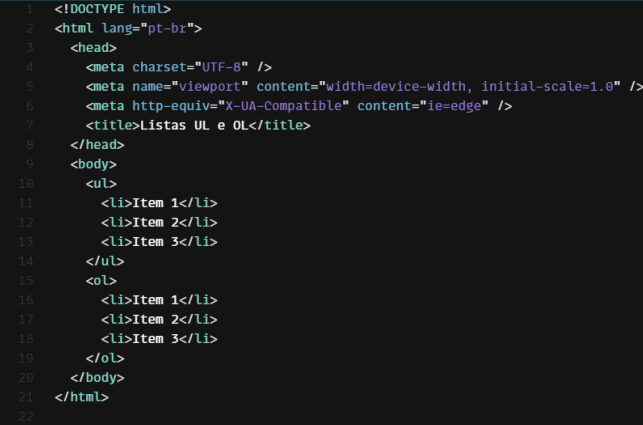 1 <!DOCTYPE html>
2 <html lang="pt-br">
3 <head>
4 <meta charset="UTF-8" />
5 <meta name="viewport" content="width=device-width, initial-scale=1.0" />
6 <meta http-equiv="X-UA-Compatible" content="ie=edge" />
7 <title>Listas UL e OL</title>
8 </head>
9 <body>
10 <ul>
11 <li>Item 1</li>
12 <li>Item 2</li>
13 <li>Item 3</li>
14 </ul>
15 <ol>
16 <li>Item 1</li>
17 <li>Item 2</li>
18 <li>Item 3</li>
19 </ol>
20 </body>
21 </html>
22